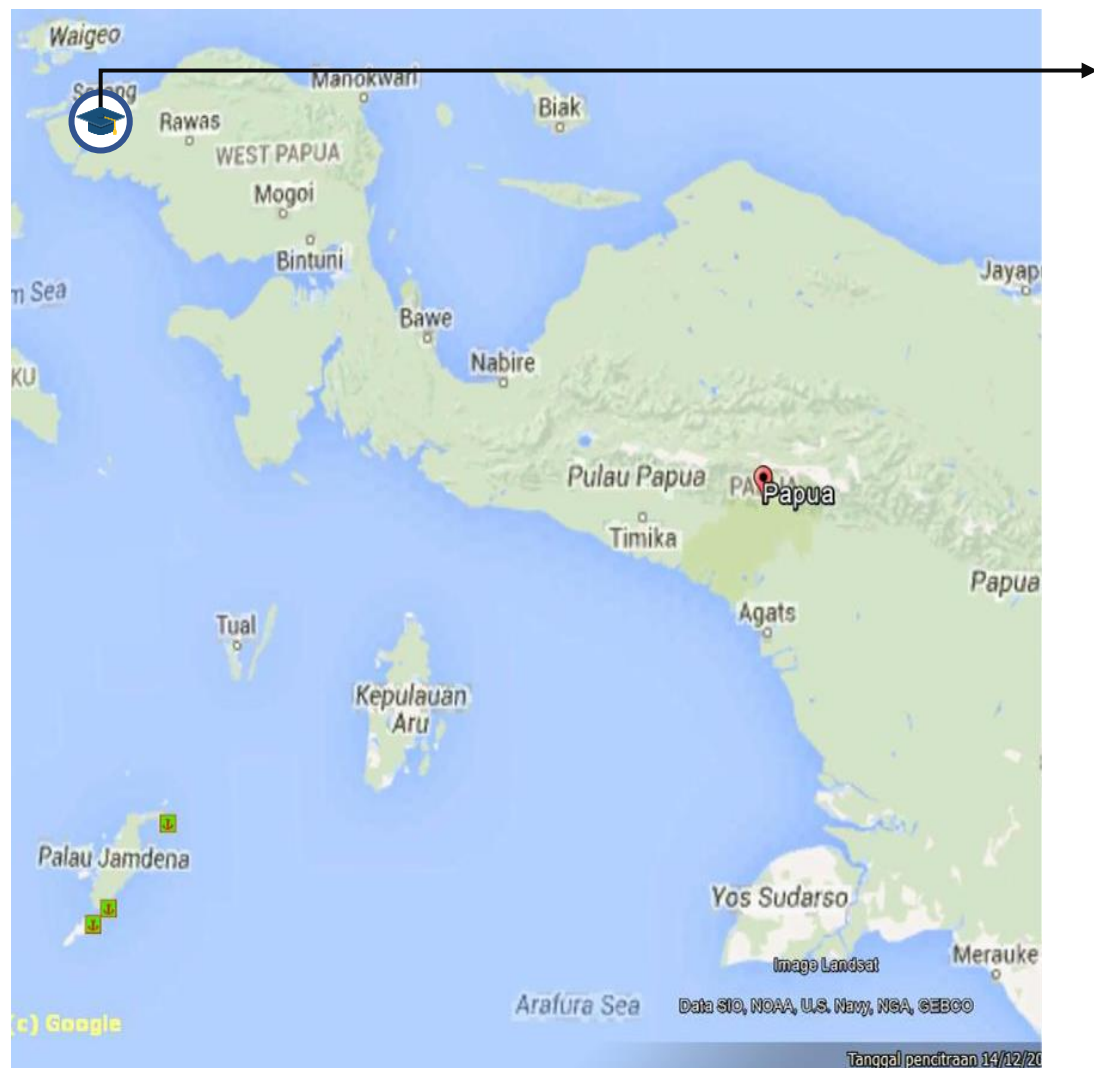 Waigeo
Sorong
Manokwari
Biak
Rawas
WEST PAPUA
Mogoi
Bintuni
m Sea
Jayap
Bawe
KU
Nabire
Pulau Papua
Papua
Timika
Papua
Agats
Tual
Kepulauan
Aru
Palau Jamdena
Yos Sudarso
Merauke
Image Landsat
Arafura Sea
Data SIO, NOAA, U.S. Navy, NGA, GEBCO
(c) Google
Tanggal pencitraan 14/12/20